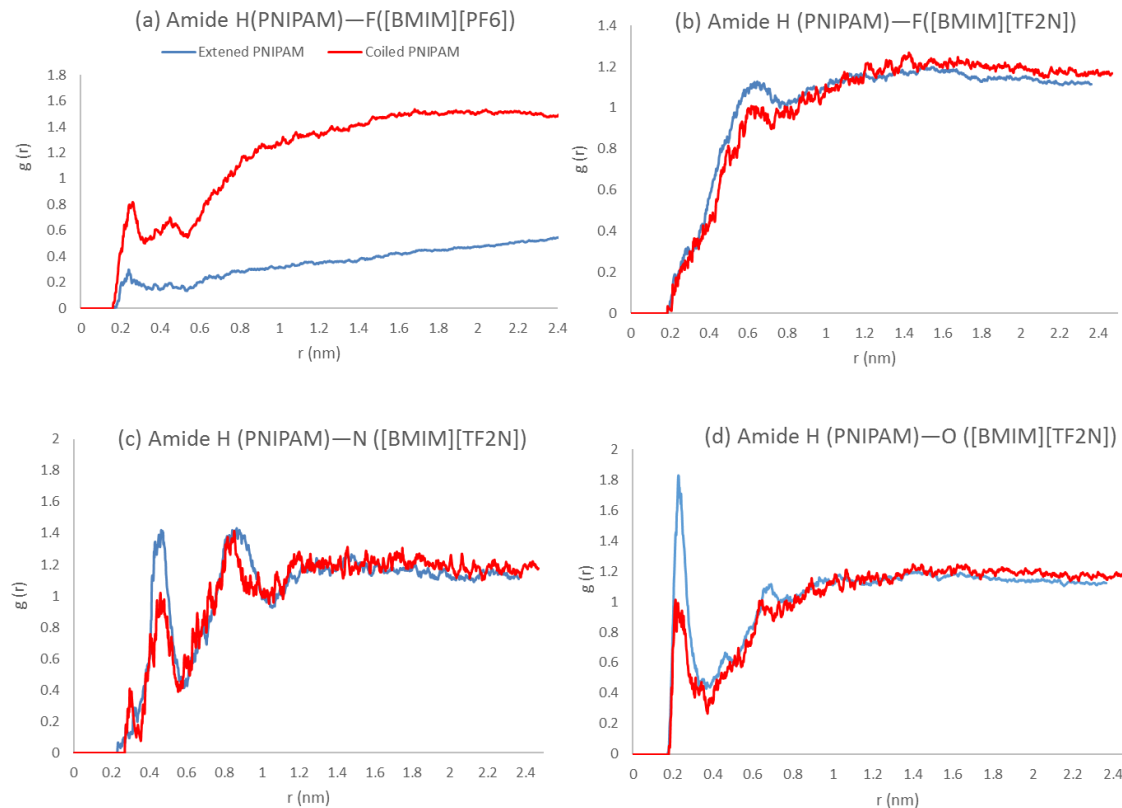 (a) Amide H(PNIPAM)—F([BMIM][PF6])
Extened PNIPAM
Coiled PNIPAM
1.8
1.6
1.4
1.2
1
0.8
0.6
0.4
0.2
0
g (r)
0 0.2 0.4 0.6 0.8 1 1.2 1.4 1.6 1.8 2.0 2.2 2.4
r (nm)
(b) Amide H (PNIPAM)—F([BMIM][TF2N])
1.4
1.2
1
0.8
0.6
0.4
0.2
0
g (r)
0 0.2 0.4 0.6 0.8 1 1.2 1.4 1.6 1.8 2 2.2 2.4
r (nm)
(c) Amide H (PNIPAM)—N ([BMIM][TF2N])
2
1.8
1.6
1.4
1.2
1
0.8
0.6
0.4
0.2
0
g (r)
0 0.2 0.4 0.6 0.8 1 1.2 1.4 1.6 1.8 2 2.2 2.4
r (nm)
(d) Amide H (PNIPAM)—O ([BMIM][TF2N])
2
1.8
1.6
1.4
1.2
1
0.8
0.6
0.4
0.2
0
g (r)
0 0.2 0.4 0.6 0.8 1 1.2 1.4 1.6 1.8 2 2.2 2.4
r (nm)